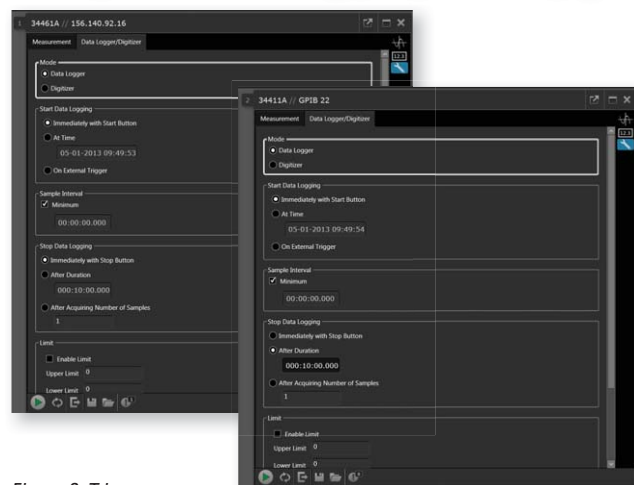 1 34461A // 156.140.92.16
Measurement Data Logger/Digitizer
Mode
Data Logger
Digitizer
Start Data Logging
Immediately with Start Button
At Time
05-01-2013 09:49:53
On External Trigger
Sample Interval
Minimum
00:00:00.000
Stop Data Logging
Immediately with Stop Button
After Duration
000:10:00.000
After Acquiring Number of Samples
1
Limit
Enable Limit
Upper Limit 0
Lower Limit 0
2 34411A // GPIB 22
Measurement Data Logger/Digitizer
Mode
Data Logger
Digitizer
Start Data Logging
Immediately with Start Button
At Time
05-01-2013 09:49:54
On External Trigger
Sample Interval
Minimum
00:00:00.000
Stop Data Logging
Immediately with Stop Button
After Duration
000:10:00.000
After Acquiring Number of Samples
1
Limit
Enable Limit
Upper Limit 0
Lower Limit 0